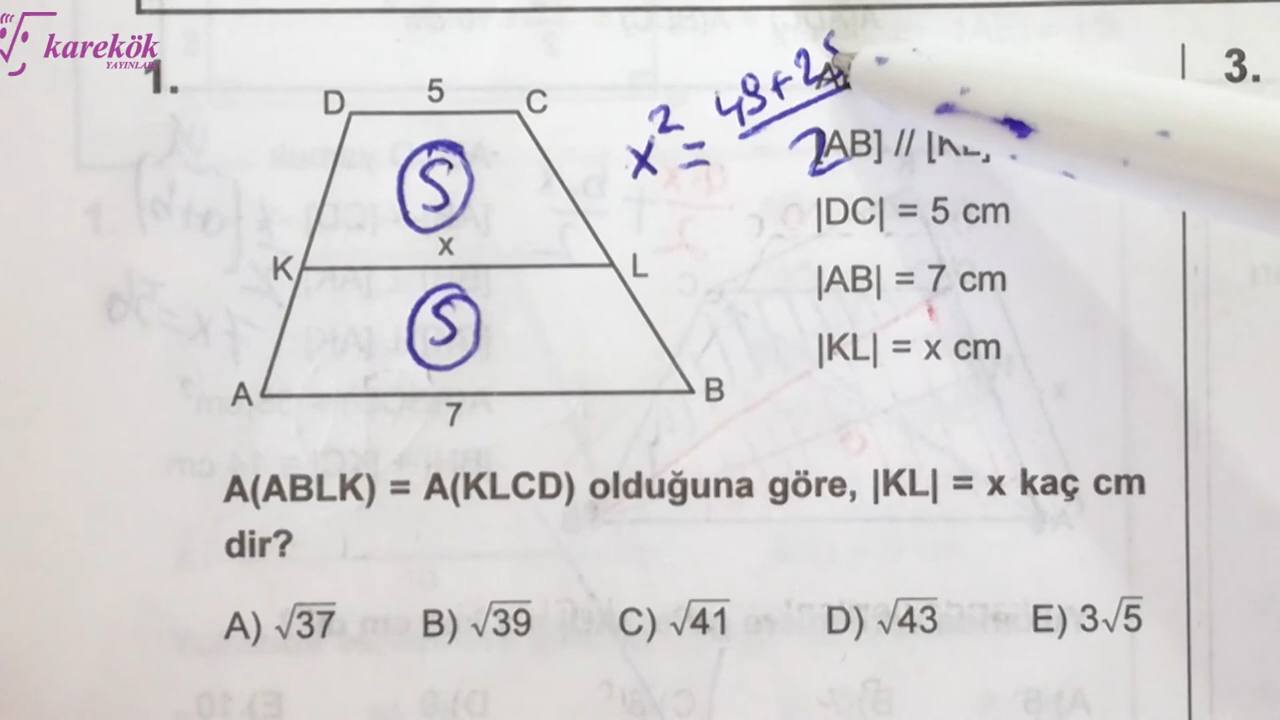 karekök
YAYINLARI
1.
3.
D 5 C
x² = 49+25
2
[AB] // [KL]
S
|DC| = 5 cm
K x L
|AB| = 7 cm
S
|KL| = x cm
A 7 B
A(ABLK) = A(KLCD) olduğuna göre, |KL| = x kaç cm
dir?
A) √37 B) √39 C) √41 D) √43 E) 3√5